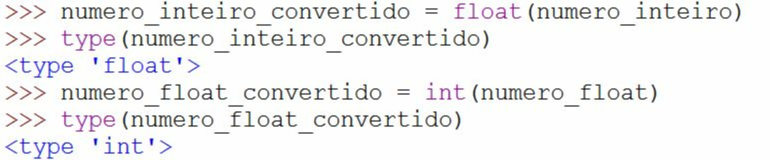 >>> numero_inteiro_convertido = float(numero_inteiro)
>>> type(numero_inteiro_convertido)
<type 'float'>
>>> numero_float_convertido = int(numero_float)
>>> type(numero_float_convertido)
<type 'int'>